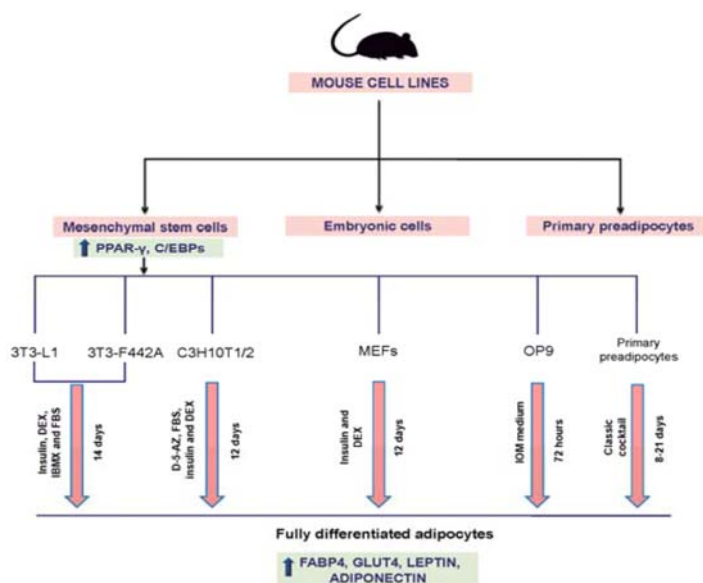 MOUSE CELL LINES
Mesenchymal stem cells
Embryonic cells
Primary preadipocytes
PPAR-γ, C/EBPs
3T3-L1
3T3-F442A
C3H10T1/2
MEFs
OP9
Primary
preadipocytes
Insulin, DEX,
IBMX and FBS
14 days
D-5-AZ, FBS,
insulin and DEX
12 days
Insulin and
DEX
12 days
IOM medium
72 hours
Classic
cocktail
8-21 days
Fully differentiated adipocytes
FABP4, GLUT4, LEPTIN,
ADIPONECTIN